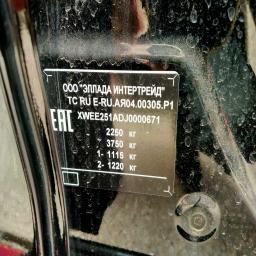 ООО "ЭЛЛАДА ИНТЕРТРЕЙД"
ТС RU E-RU.АЯ04.00305.Р1
EAC XWEE251ADJ0000671
2250 кг
3750 кг
1- 1115 кг
2- 1220 кг